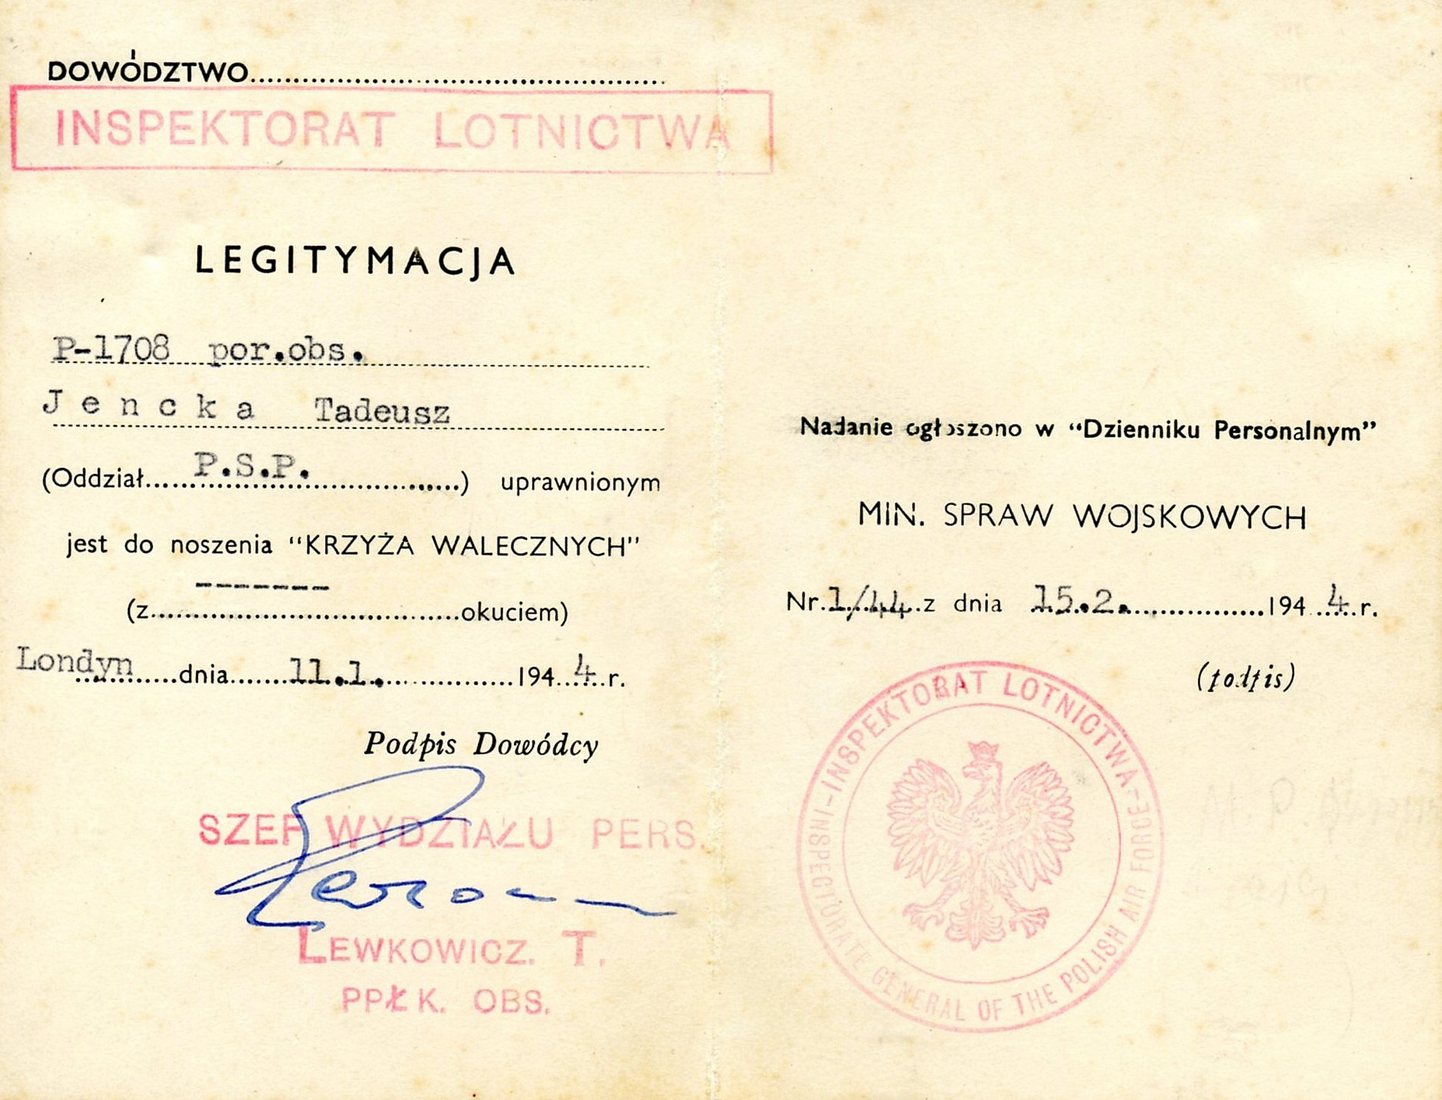 DOWÓDZTWO
INSPEKTORAT LOTNICTWA
LEGITYMACJA
P-1708 por.obs.
Jencka Tadeusz
(Oddział P.S.P. ) uprawnionym
jest do noszenia “KRZYŻA WALECZNYCH”
-------
(z okuciem)
Londyn dnia 11.1. 1944 r.
Podpis Dowódcy
SZEF WYDZIAŁU PERS.
LEWKOWICZ. T.
PPŁK. OBS.
Nadanie ogłoszono w “Dzienniku Personalnym”
MIN. SPRAW WOJSKOWYCH
Nr. 1/44 z dnia 15.2. 1944 r.
(podpis)
INSPEKTORAT LOTNICTWA
INSPECTORATE GENERAL OF THE POLISH AIR FORCE